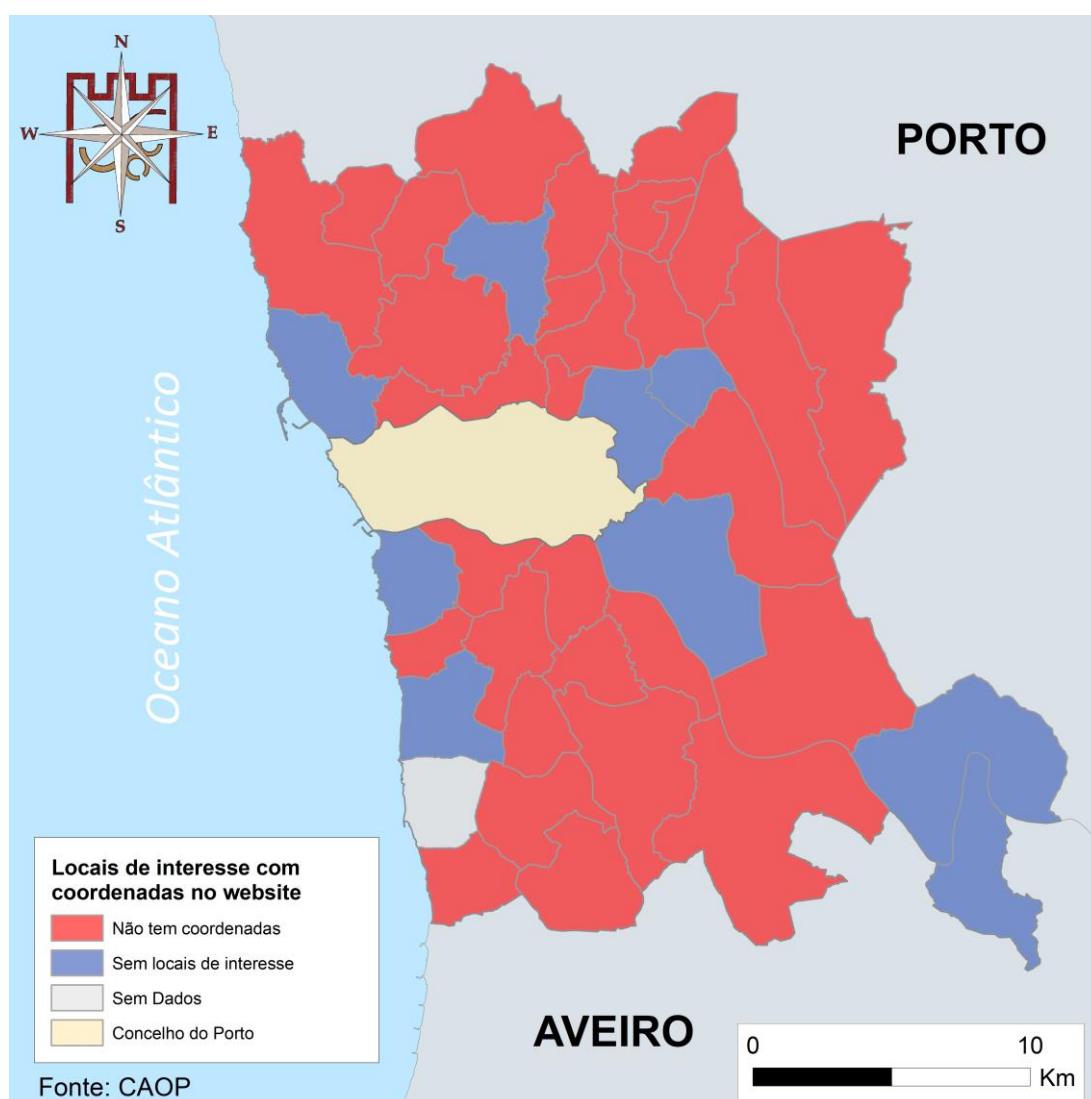 N
W
E
S
PORTO
Oceano Atlântico
Locais de interesse com
coordenadas no website
Não tem coordenadas
Sem locais de interesse
Sem Dados
Concelho do Porto
AVEIRO
0
10
Km
Fonte: CAOP